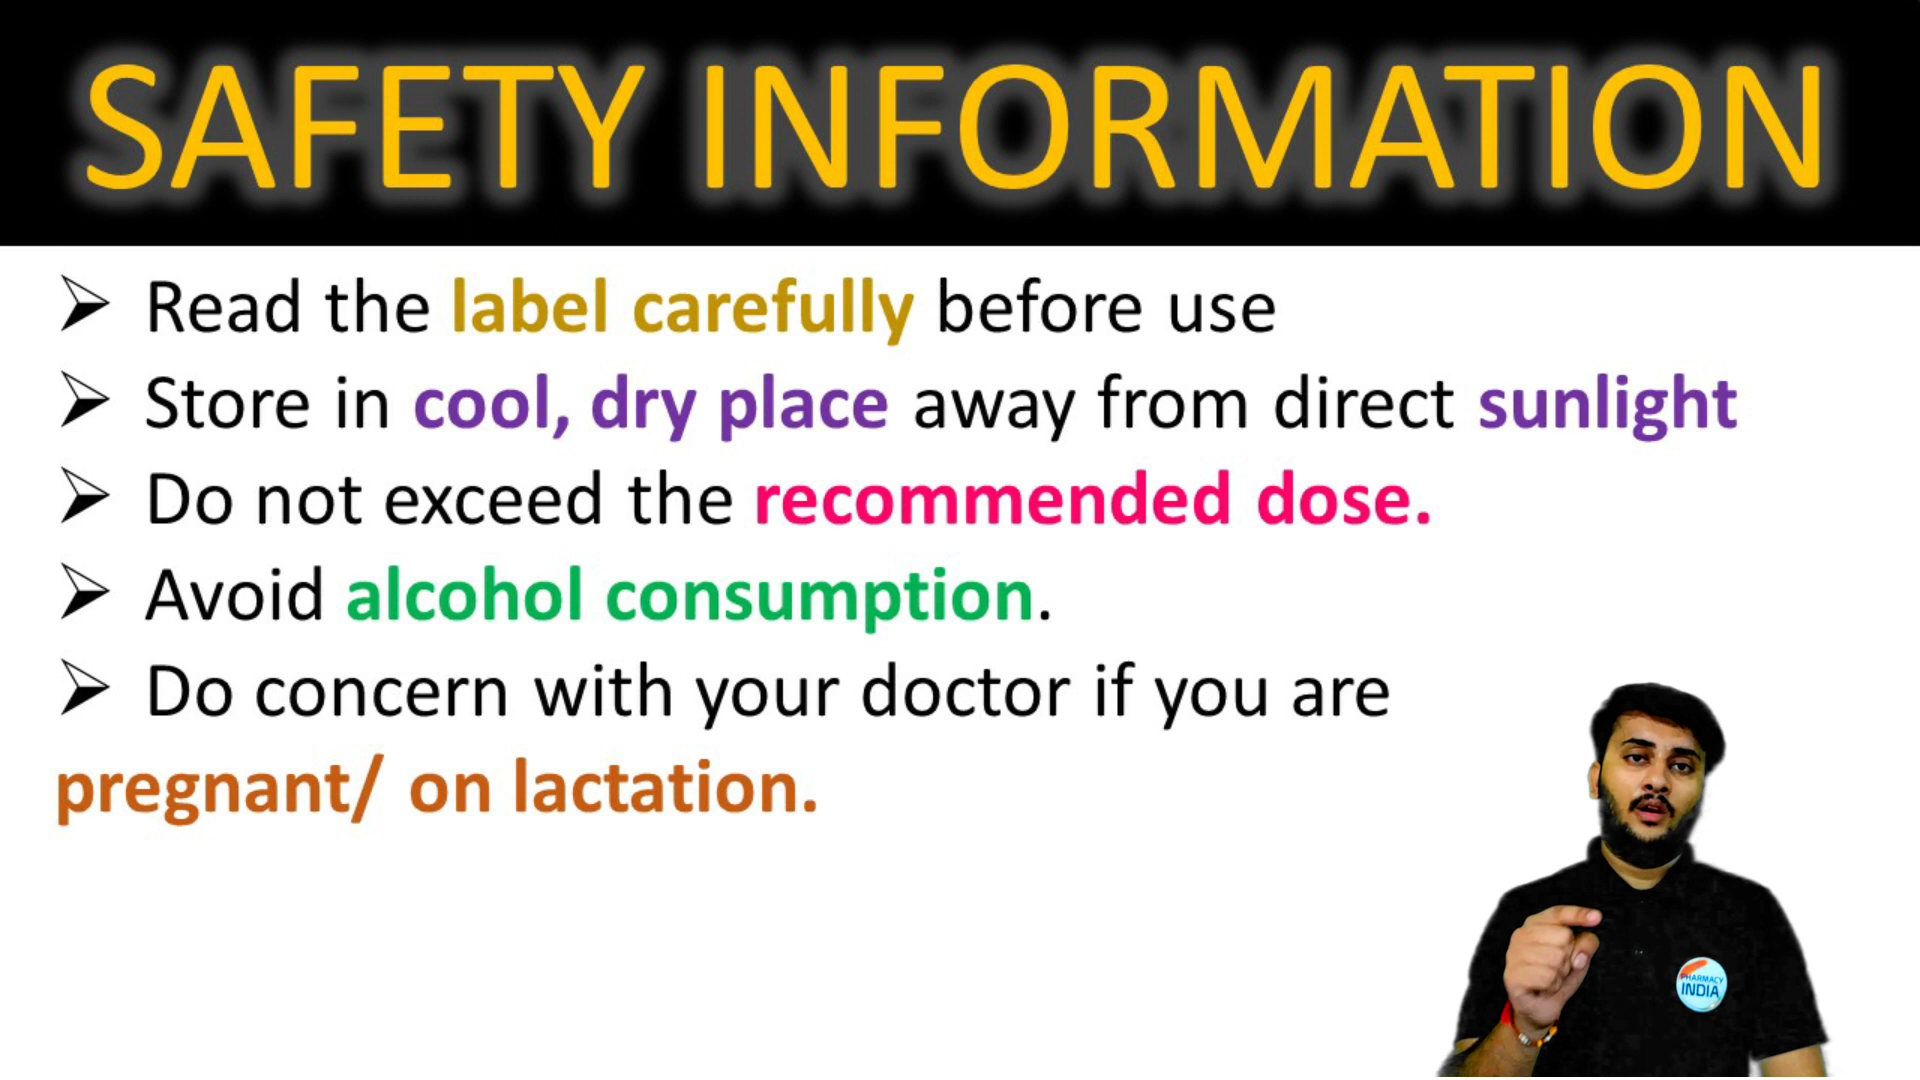 SAFETY INFORMATION
➢ Read the label carefully before use
➢ Store in cool, dry place away from direct sunlight
➢ Do not exceed the recommended dose.
➢ Avoid alcohol consumption.
➢ Do concern with your doctor if you are
pregnant/ on lactation.
PHARMACY
INDIA